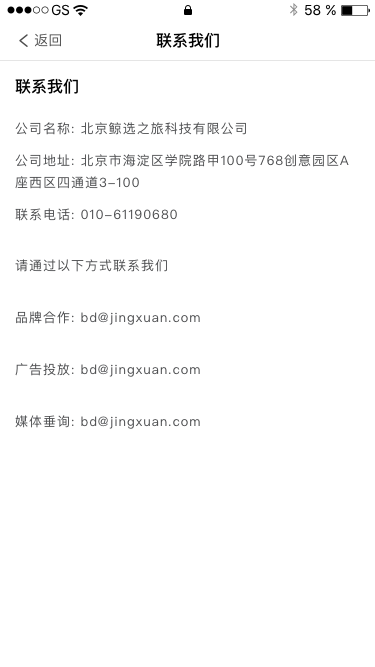 GS 58 %
返回 联系我们
联系我们
公司名称: 北京鲸选之旅科技有限公司
公司地址: 北京市海淀区学院路甲100号768创意园区A
座西区四通道3-100
联系电话: 010-61190680
请通过以下方式联系我们
品牌合作: bd@jingxuan.com
广告投放: bd@jingxuan.com
媒体垂询: bd@jingxuan.com